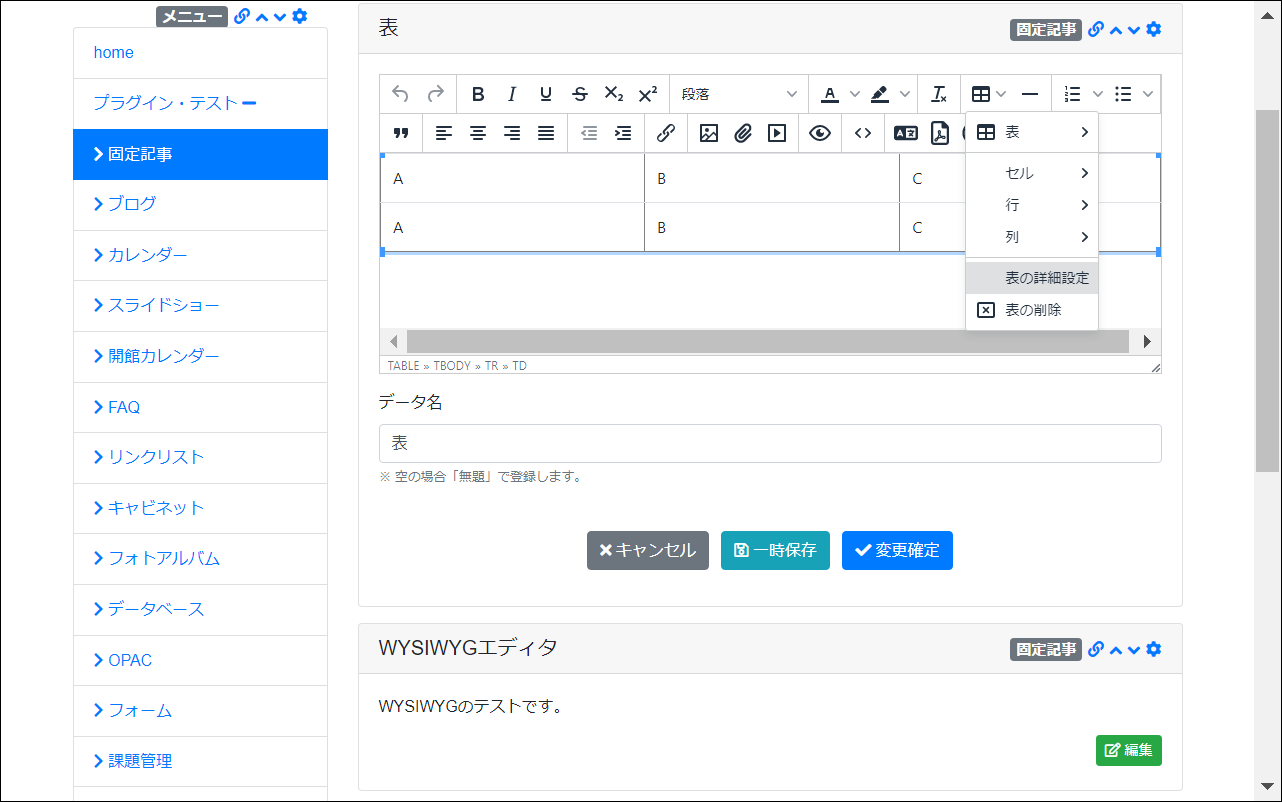 メニュー
home
プラグイン・テスト
固定記事
ブログ
カレンダー
スライドショー
開館カレンダー
FAQ
リンクリスト
キャビネット
フォトアルバム
データベース
OPAC
フォーム
課題管理
表
固定記事
B I U S X₂ X² 段落 A
表
セル
行
列
表の詳細設定
表の削除
A B C
A B C
TABLE » TBODY » TR » TD
データ名
表
※ 空の場合「無題」で登録します。
キャンセル 一時保存 変更確定
WYSIWYGエディタ
固定記事
WYSIWYGのテストです。
編集